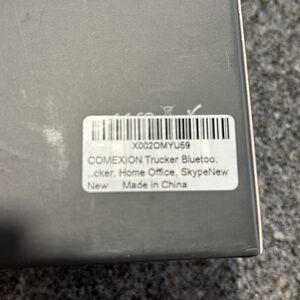 X002OMYU59
COMEXION Trucker Bluetoo.
..cker, Home Office, SkypeNew
New Made in China